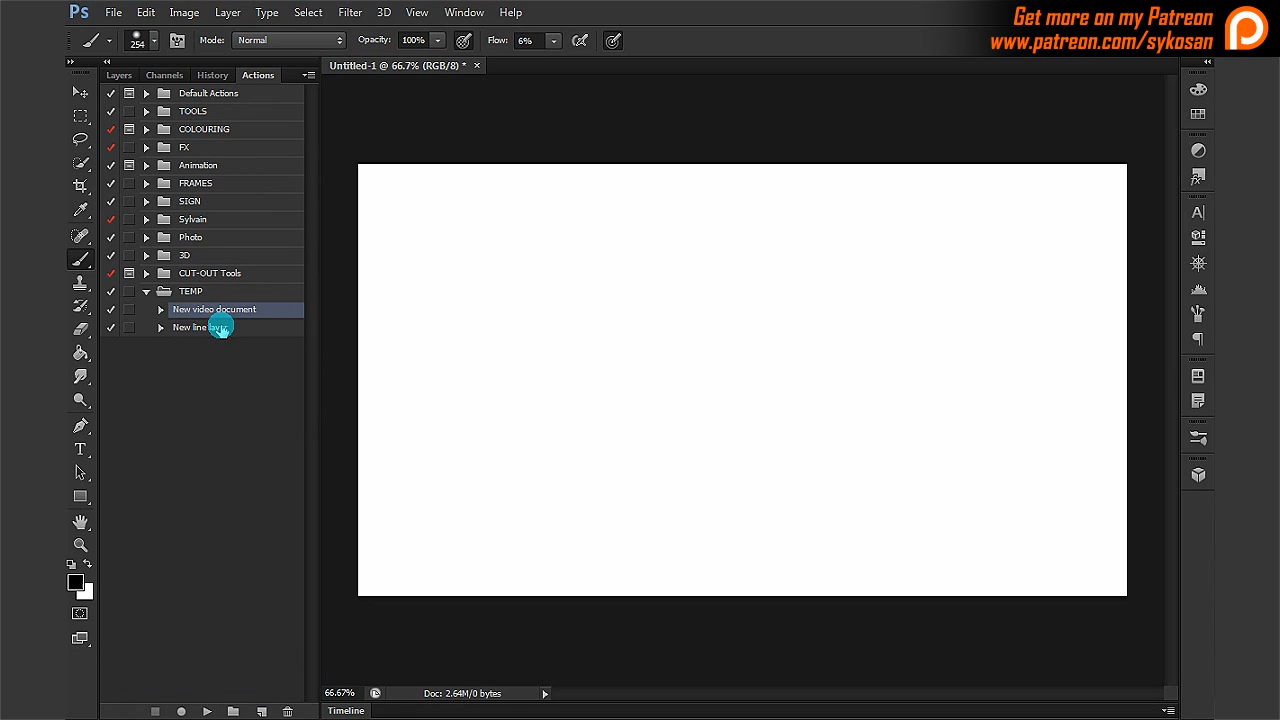 Ps File Edit Image Layer Type Select Filter 3D View Window Help
Get more on my Patreon
www.patreon.com/sykosan
254 Mode: Normal Opacity: 100% Flow: 6%
Layers Channels History Actions
Untitled-1 @ 66.7% (RGB/8) * ×
Default Actions
TOOLS
COLOURING
FX
Animation
FRAMES
SIGN
Sylvain
Photo
3D
CUT-OUT Tools
TEMP
New video document
New line layer
66.67% Doc: 2.64M/0 bytes
Timeline